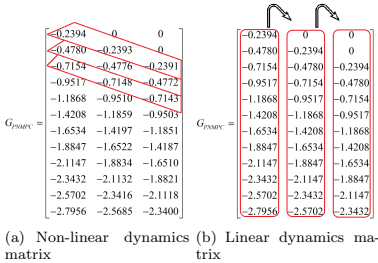 -0.2394 0 0
-0.4780 -0.2393 0
-0.7154 -0.4776 -0.2391
-0.9517 -0.7148 -0.4772
-1.1868 -0.9510 -0.7143
-1.4208 -1.1859 -0.9503
G_PNMPC =
-1.6534 -1.4197 -1.1851
-1.8847 -1.6522 -1.4187
-2.1147 -1.8834 -1.6510
-2.3432 -2.1132 -1.8821
-2.5702 -2.3416 -2.1118
-2.7956 -2.5685 -2.3400
(a) Non-linear dynamics
matrix
-0.2394 0 0
-0.4780 -0.2394 0
-0.7154 -0.4780 -0.2394
-0.9517 -0.7154 -0.4780
-1.1868 -0.9517 -0.7154
-1.4208 -1.1868 -0.9517
G_PNMPC =
-1.6534 -1.4208 -1.1868
-1.8847 -1.6534 -1.4208
-2.1147 -1.8847 -1.6534
-2.3432 -2.1147 -1.8847
-2.5702 -2.3432 -2.1147
-2.7956 -2.5702 -2.3432
(b) Linear dynamics ma-
trix